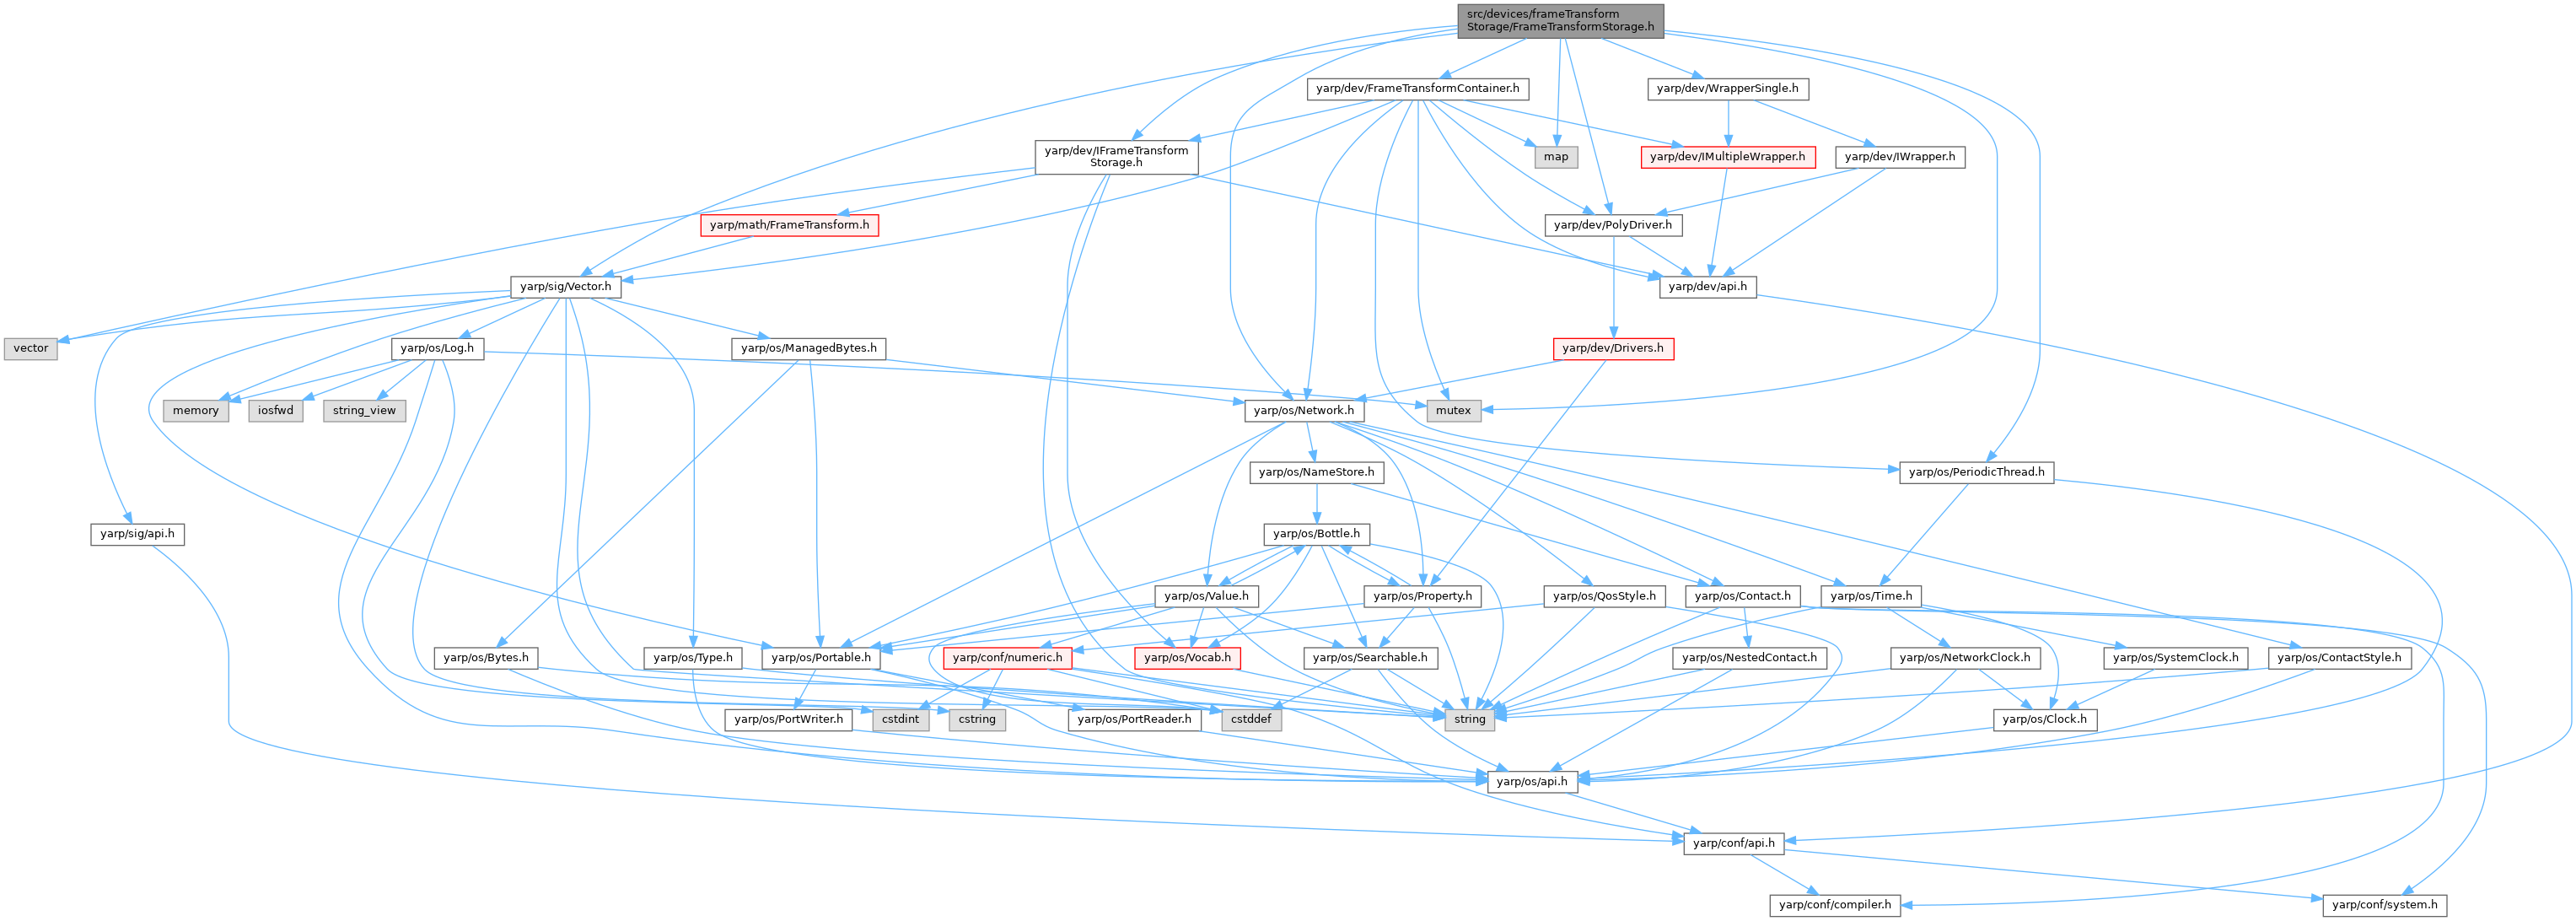 src/devices/frameTransform
Storage/FrameTransformStorage.h
yarp/dev/FrameTransformContainer.h
yarp/dev/WrapperSingle.h
yarp/dev/IFrameTransform
Storage.h
map
yarp/dev/IMultipleWrapper.h
yarp/dev/IWrapper.h
yarp/math/FrameTransform.h
yarp/dev/PolyDriver.h
yarp/sig/Vector.h
yarp/dev/api.h
vector
yarp/os/Log.h
yarp/os/ManagedBytes.h
yarp/dev/Drivers.h
memory
iosfwd
string_view
yarp/os/Network.h
mutex
yarp/os/NameStore.h
yarp/os/PeriodicThread.h
yarp/sig/api.h
yarp/os/Bottle.h
yarp/os/Value.h
yarp/os/Property.h
yarp/os/QosStyle.h
yarp/os/Contact.h
yarp/os/Time.h
yarp/os/Bytes.h
yarp/os/Type.h
yarp/os/Portable.h
yarp/conf/numeric.h
yarp/os/Vocab.h
yarp/os/Searchable.h
yarp/os/NestedContact.h
yarp/os/NetworkClock.h
yarp/os/SystemClock.h
yarp/os/ContactStyle.h
yarp/os/PortWriter.h
cstdint
cstring
yarp/os/PortReader.h
cstddef
string
yarp/os/Clock.h
yarp/os/api.h
yarp/conf/api.h
yarp/conf/compiler.h
yarp/conf/system.h